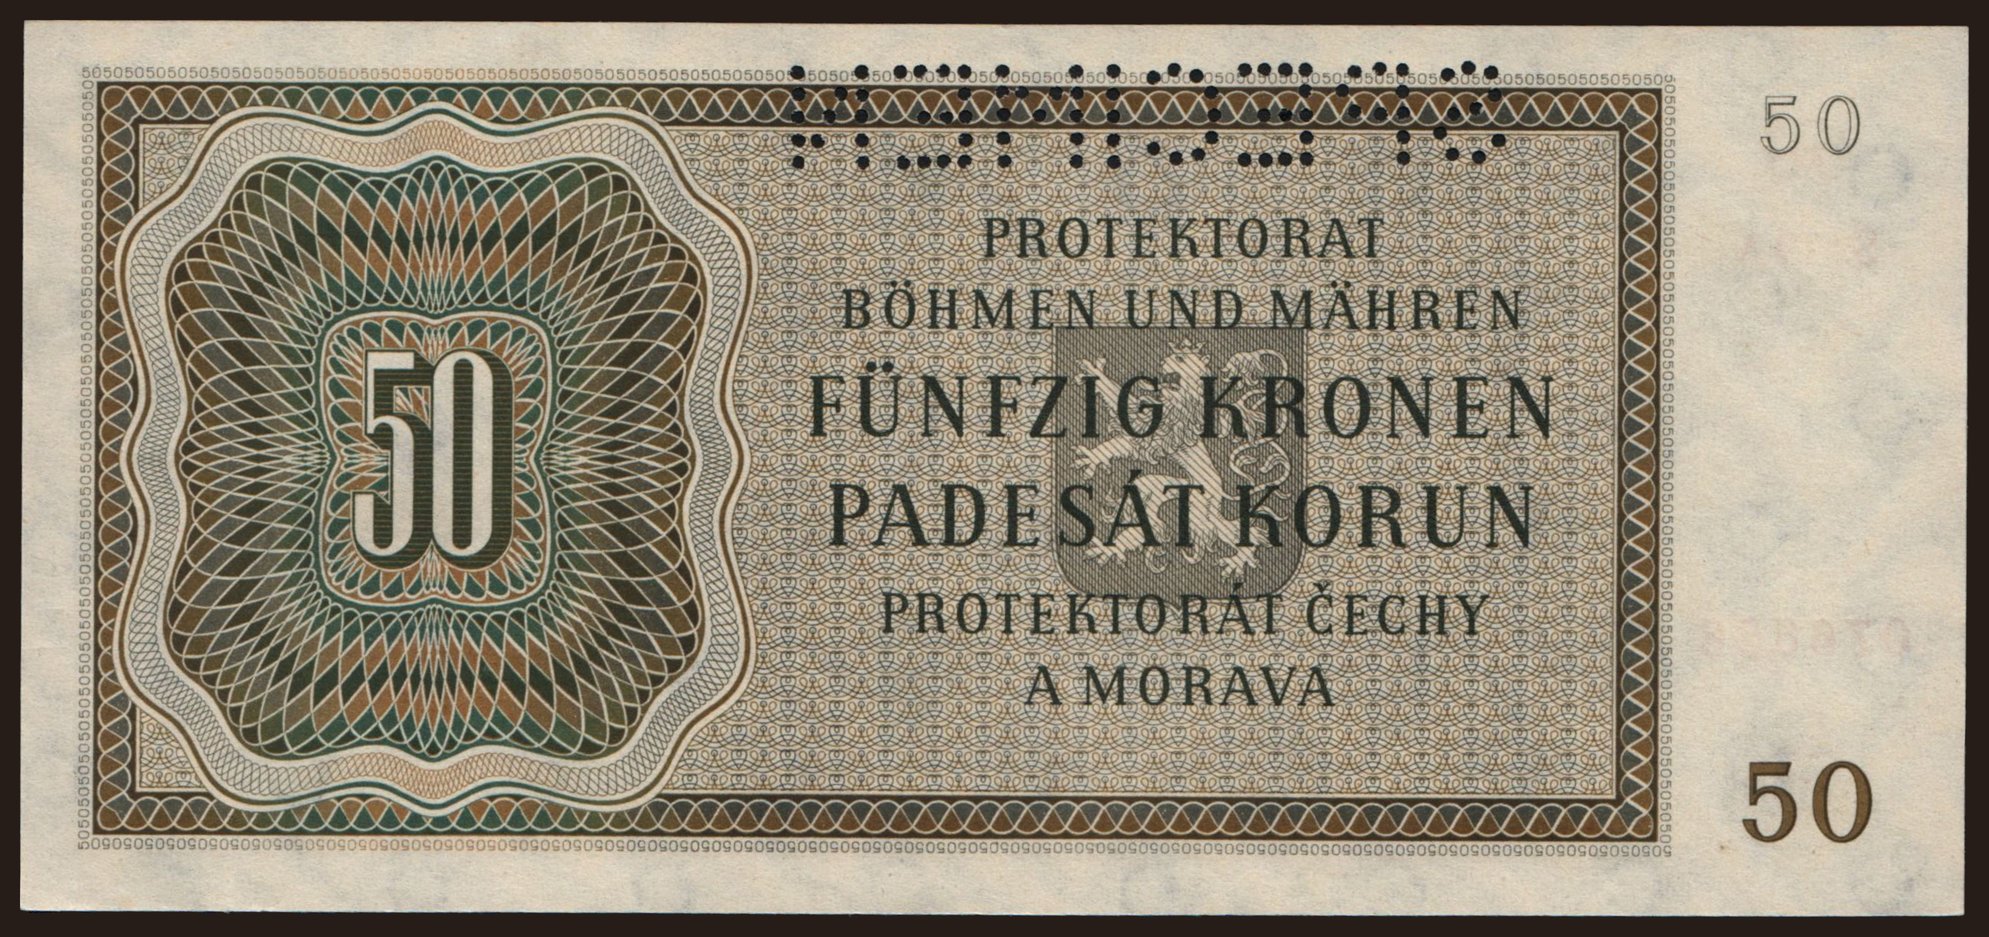 50
PROTEKTORAT
BÖHMEN UND MÄHREN
FÜNFZIG KRONEN
PADESÁT KORUN
PROTEKTORÁT ČECHY
A MORAVA
50
50